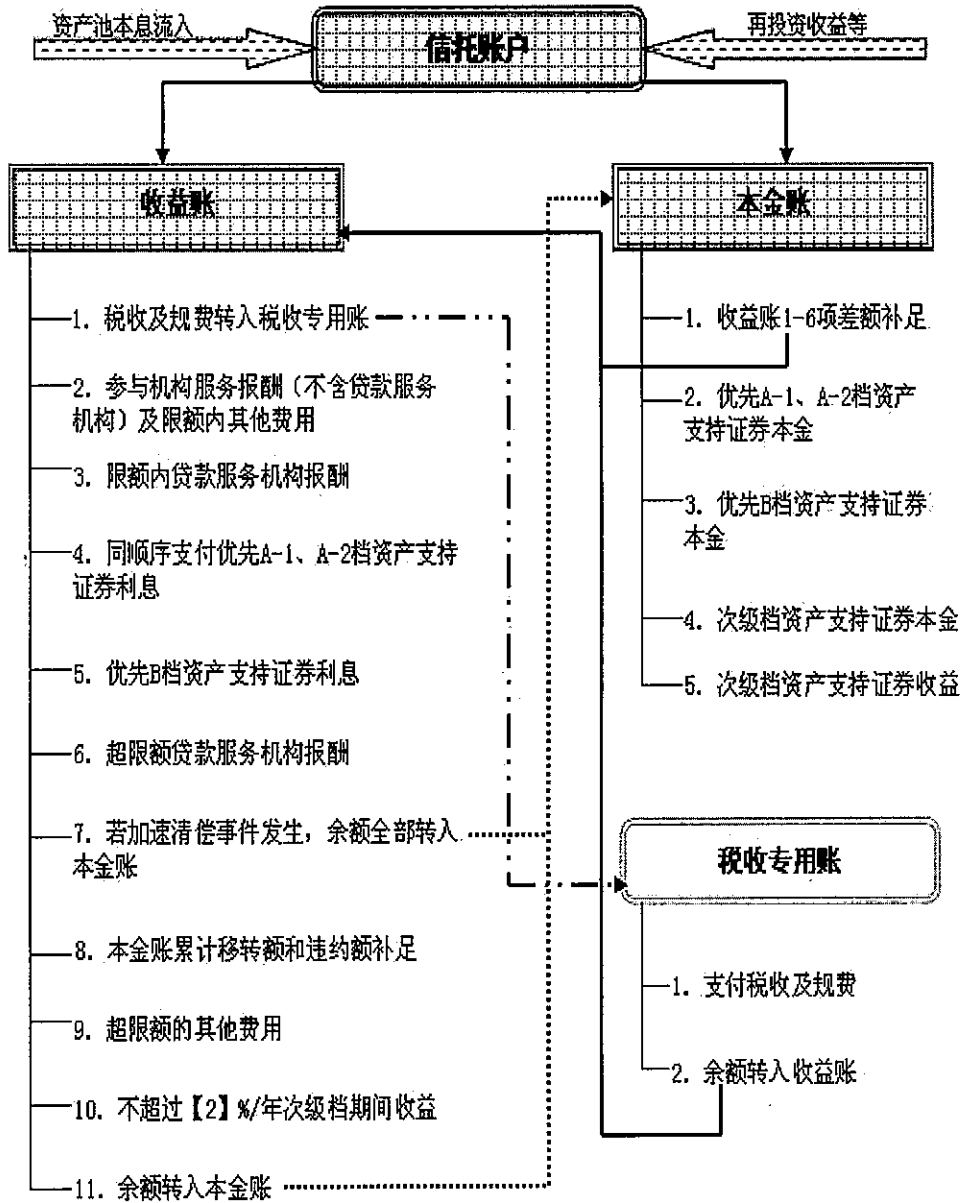 资产池本息流入
信托账户
再投资收益等
收益账
1. 税收及规费转入税收专用账
2. 参与机构服务报酬（不含贷款服务
机构）及限额内其他费用
3. 限额内贷款服务机构报酬
4. 同顺序支付优先A-1、A-2档资产支持
证券利息
5. 优先B档资产支持证券利息
6. 超限额贷款服务机构报酬
7. 若加速清偿事件发生，余额全部转入
本金账
8. 本金账累计移转额和违约额补足
9. 超限额的其他费用
10. 不超过【2】%/年次级档期间收益
11. 余额转入本金账
本金账
1. 收益账1-6项差额补足
2. 优先A-1、A-2档资产
支持证券本金
3. 优先B档资产支持证券
本金
4. 次级档资产支持证券本金
5. 次级档资产支持证券收益
税收专用账
1. 支付税收及规费
2. 余额转入收益账